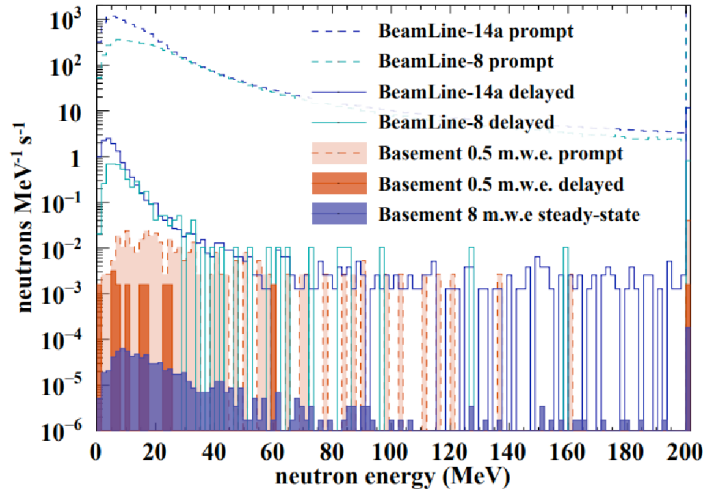 10³
10²
10
1
10⁻¹
10⁻²
10⁻³
10⁻⁴
10⁻⁵
10⁻⁶
neutrons MeV⁻¹ s⁻¹
BeamLine-14a prompt
BeamLine-8 prompt
BeamLine-14a delayed
BeamLine-8 delayed
Basement 0.5 m.w.e. prompt
Basement 0.5 m.w.e. delayed
Basement 8 m.w.e steady-state
0 20 40 60 80 100 120 140 160 180 200
neutron energy (MeV)